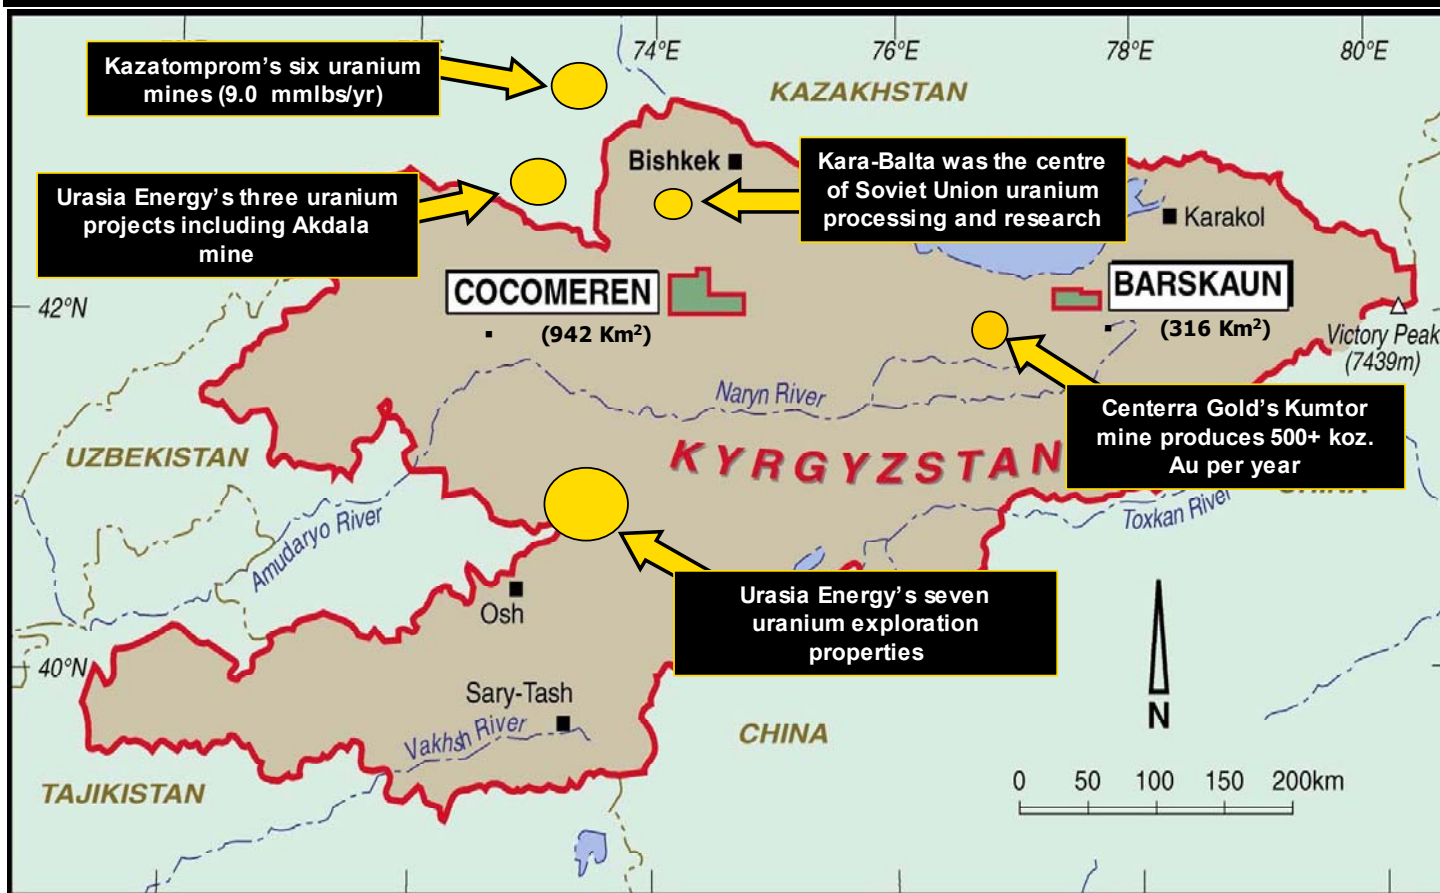 74°E
76°E
78°E
80°E
Kazatomprom's six uranium
mines (9.0 mmlbs/yr)
KAZAKHSTAN
Bishkek
Kara-Balta was the centre
of Soviet Union uranium
processing and research
Urasia Energy's three uranium
projects including Akdala
mine
Karakol
COCOMEREN
(942 Km²)
BARSKAUN
(316 Km²)
42°N
Victory Peak
(7439m)
Naryn River
Centerra Gold's Kumtor
mine produces 500+ koz.
Au per year
UZBEKISTAN
KYRGYZSTAN
CHINA
Toxkan River
Amudaryo River
Osh
Urasia Energy's seven
uranium exploration
properties
40°N
Sary-Tash
Vakhsh River
CHINA
N
TAJIKISTAN
0 50 100 150 200km